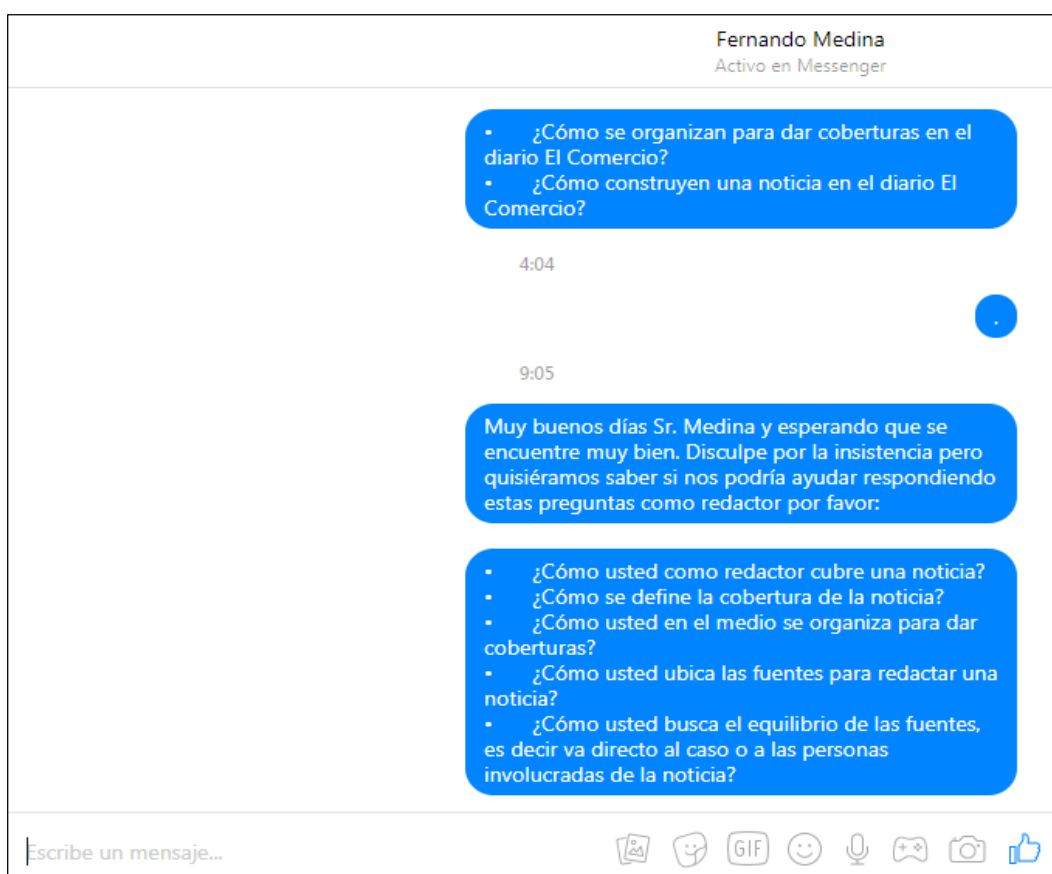 Fernando Medina
Activo en Messenger
• ¿Cómo se organizan para dar coberturas en el
diario El Comercio?
• ¿Cómo construyen una noticia en el diario El
Comercio?
4:04
.
9:05
Muy buenos días Sr. Medina y esperando que se
encuentre muy bien. Disculpe por la insistencia pero
quisiéramos saber si nos podría ayudar respondiendo
estas preguntas como redactor por favor:
• ¿Cómo usted como redactor cubre una noticia?
• ¿Cómo se define la cobertura de la noticia?
• ¿Cómo usted en el medio se organiza para dar
coberturas?
• ¿Cómo usted ubica las fuentes para redactar una
noticia?
• ¿Cómo usted busca el equilibrio de las fuentes,
es decir va directo al caso o a las personas
involucradas de la noticia?
Escribe un mensaje...
GIF